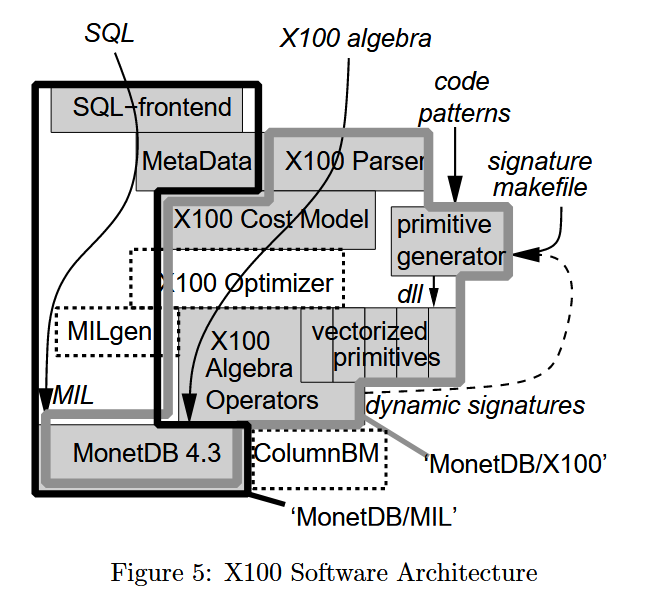 SQL
X100 algebra
code
patterns
SQL-frontend
MetaData
X100 Parser
signature
makefile
X100 Cost Model
primitive
generator
X100 Optimizer
dll
MILgen
X100
Algebra
Operators
vectorized
primitives
MIL
dynamic signatures
MonetDB 4.3
ColumnBM
‘MonetDB/X100’
‘MonetDB/MIL’
Figure 5: X100 Software Architecture